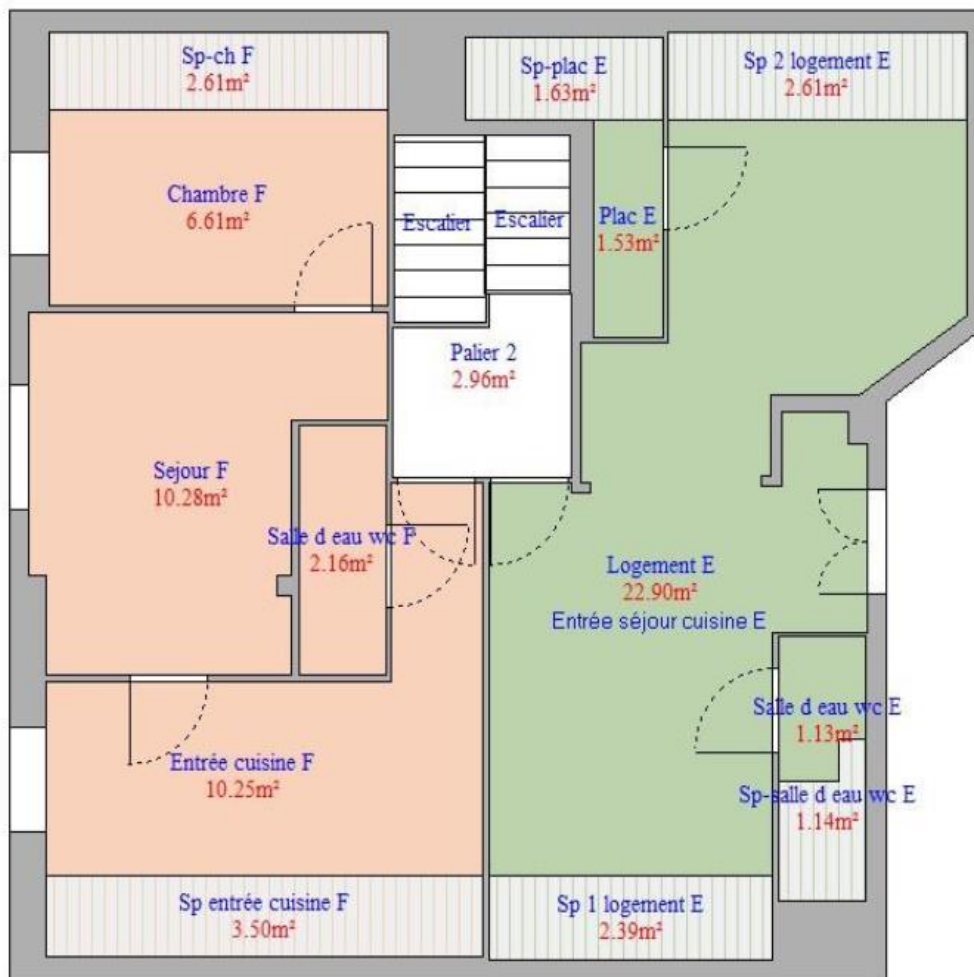 Sp-ch F
2.61m²
Sp-plac E
1.63m²
Sp 2 logement E
2.61m²
Chambre F
6.61m²
Escalier
Escalier
Plac E
1.53m²
Palier 2
2.96m²
Sejour F
10.28m²
Salle d eau wc F
2.16m²
Logement E
22.90m²
Entrée séjour cuisine E
Salle d eau wc E
1.13m²
Entrée cuisine F
10.25m²
Sp-salle d eau wc E
1.14m²
Sp entrée cuisine F
3.50m²
Sp 1 logement E
2.39m²